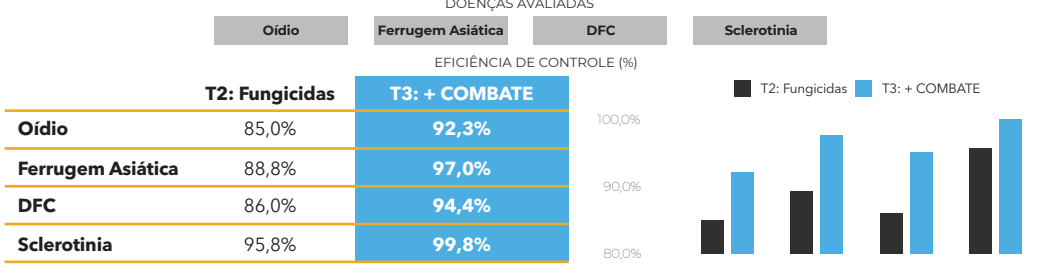 DOENÇAS AVALIADAS
Oídio Ferrugem Asiática DFC Sclerotinia
EFICIÊNCIA DE CONTROLE (%)
T2: Fungicidas T3: + COMBATE
Oídio 85,0% 92,3%
Ferrugem Asiática 88,8% 97,0%
DFC 86,0% 94,4%
Sclerotinia 95,8% 99,8%
T2: Fungicidas T3: + COMBATE
100,0%
90,0%
80,0%